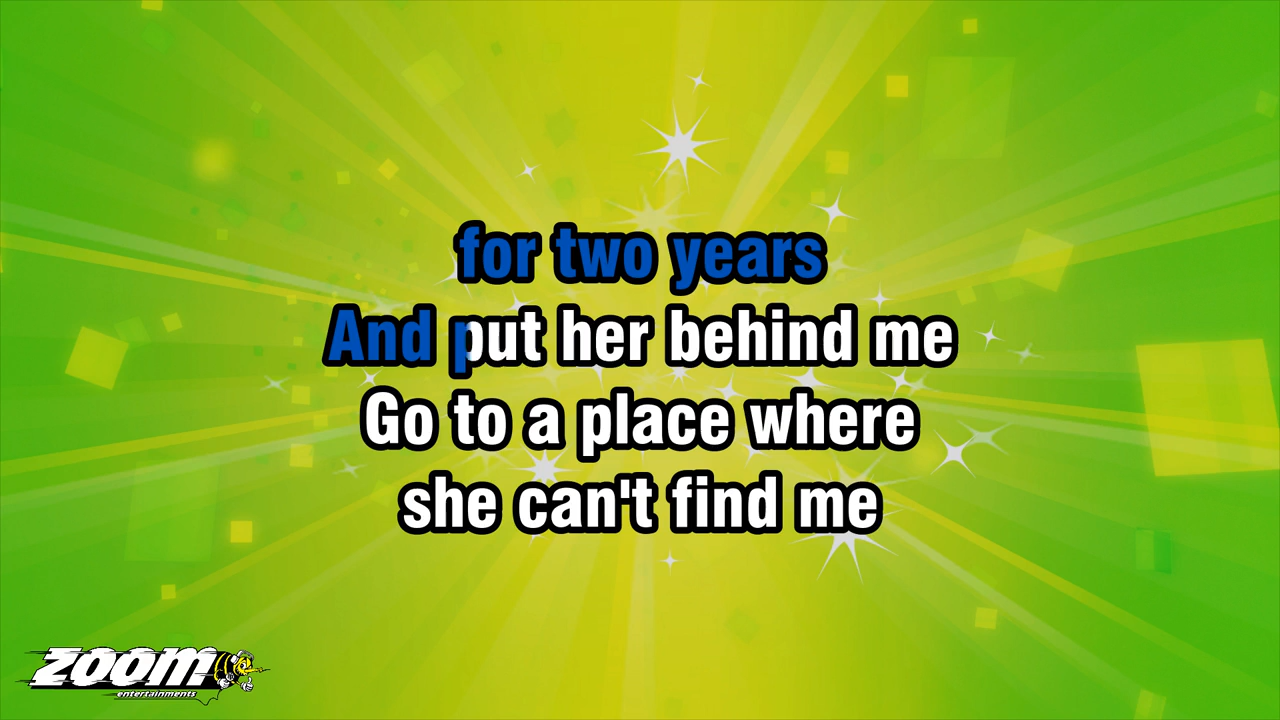 for two years
And put her behind me
Go to a place where
she can't find me
zoom
entertainments